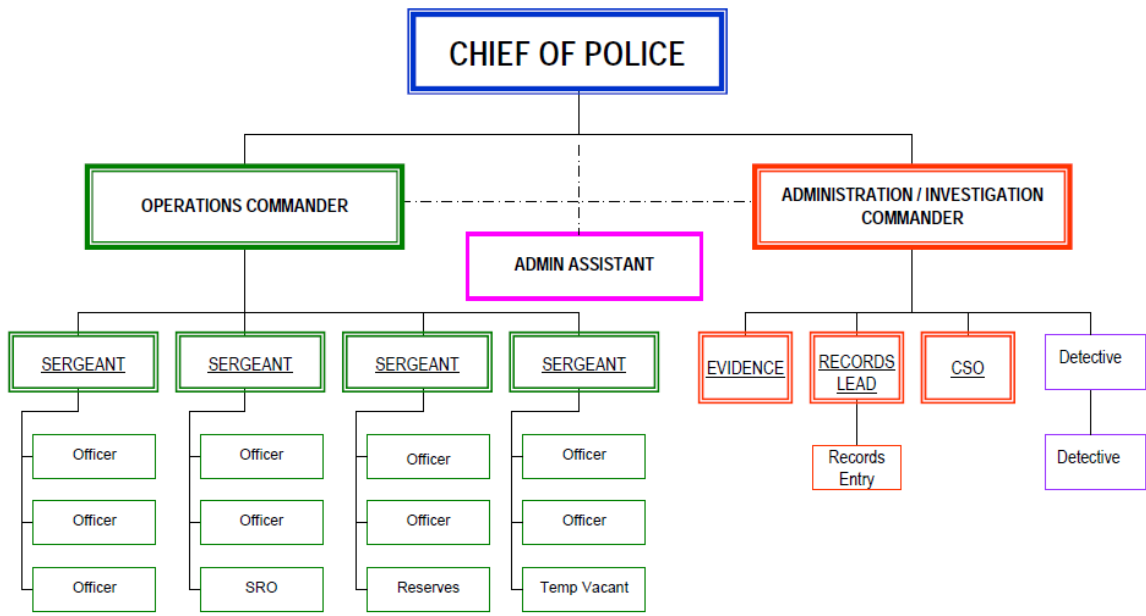 CHIEF OF POLICE
OPERATIONS COMMANDER
ADMINISTRATION / INVESTIGATION
COMMANDER
ADMIN ASSISTANT
SERGEANT
SERGEANT
SERGEANT
SERGEANT
EVIDENCE
RECORDS
LEAD
CSO
Detective
Officer
Officer
Officer
Officer
Records
Entry
Detective
Officer
Officer
Officer
Officer
Officer
SRO
Reserves
Temp Vacant